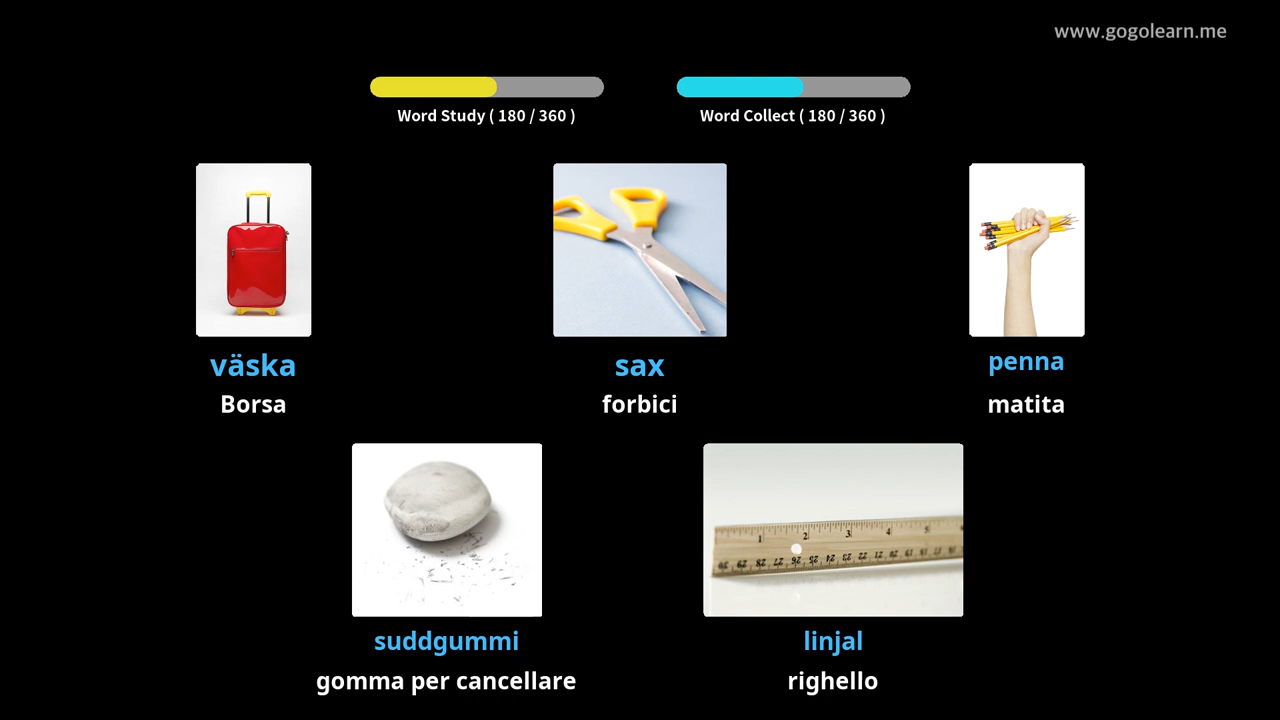 www.gogolearn.me
Word Study ( 180 / 360 )
Word Collect ( 180 / 360 )
väska
Borsa
sax
forbici
penna
matita
suddgummi
gomma per cancellare
linjal
righello